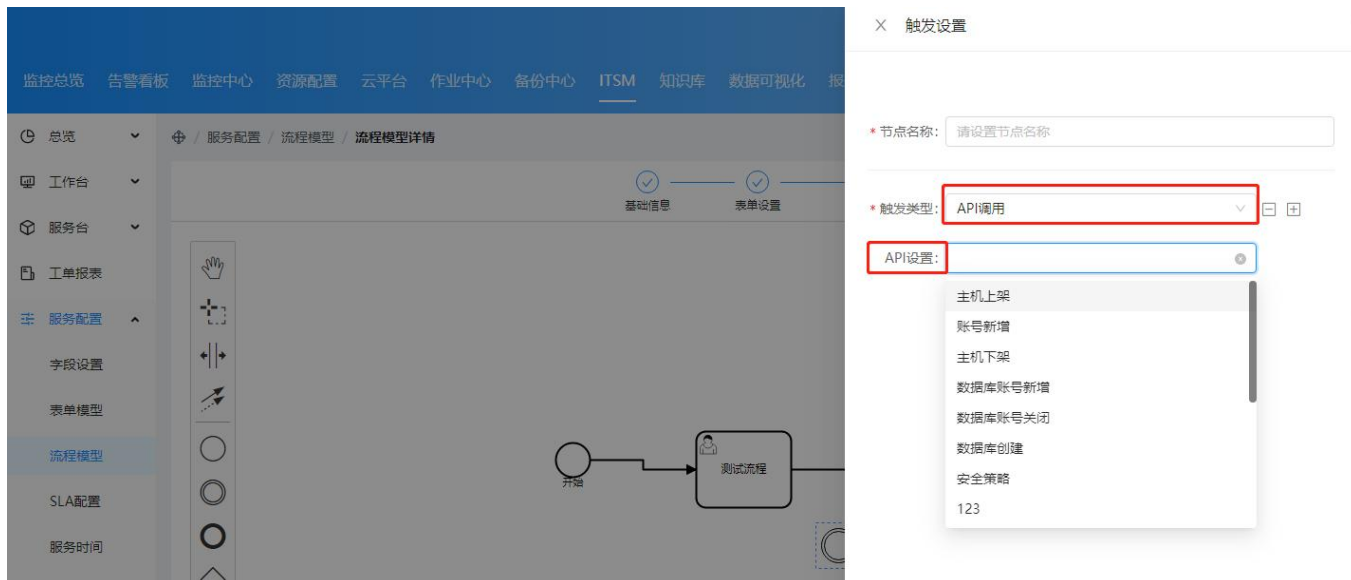 监控总览 告警看板 监控中心 资源配置 云平台 作业中心 备份中心 ITSM 知识库 数据可视化
总览
工作台
服务台
工单报表
服务配置
字段设置
表单模型
流程模型
SLA配置
服务时间
/ 服务配置 / 流程模型 / 流程模型详情
基础信息 表单设置
开始
测试流程
触发设置
* 节点名称: 请设置节点名称
* 触发类型: API调用
API设置:
主机上架
账号新增
主机下架
数据库账号新增
数据库账号关闭
数据库创建
安全策略
123